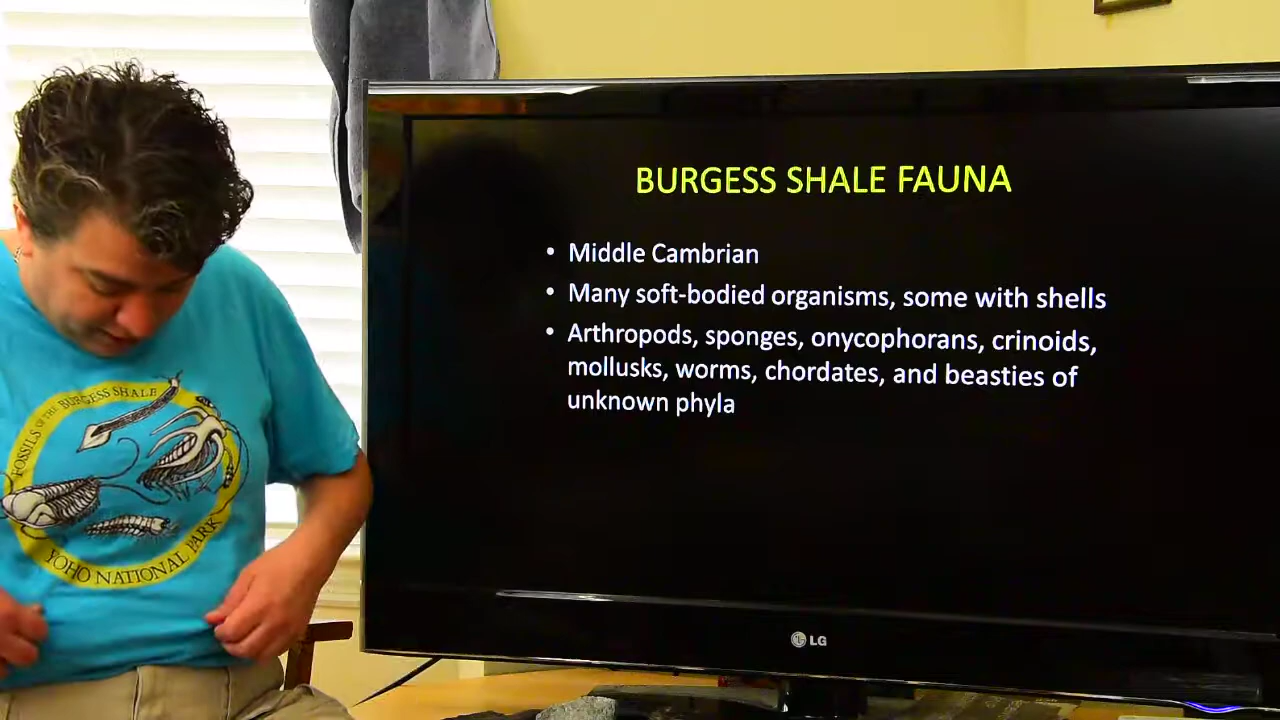 BURGESS SHALE FAUNA
• Middle Cambrian
• Many soft-bodied organisms, some with shells
• Arthropods, sponges, onycophorans, crinoids,
mollusks, worms, chordates, and beasties of
unknown phyla
FOSSILS OF THE BURGESS SHALE
YOHO NATIONAL PARK
LG